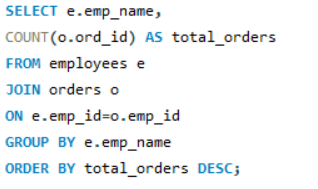 SELECT e.emp_name,
COUNT(o.ord_id) AS total_orders
FROM employees e
JOIN orders o
ON e.emp_id=o.emp_id
GROUP BY e.emp_name
ORDER BY total_orders DESC;